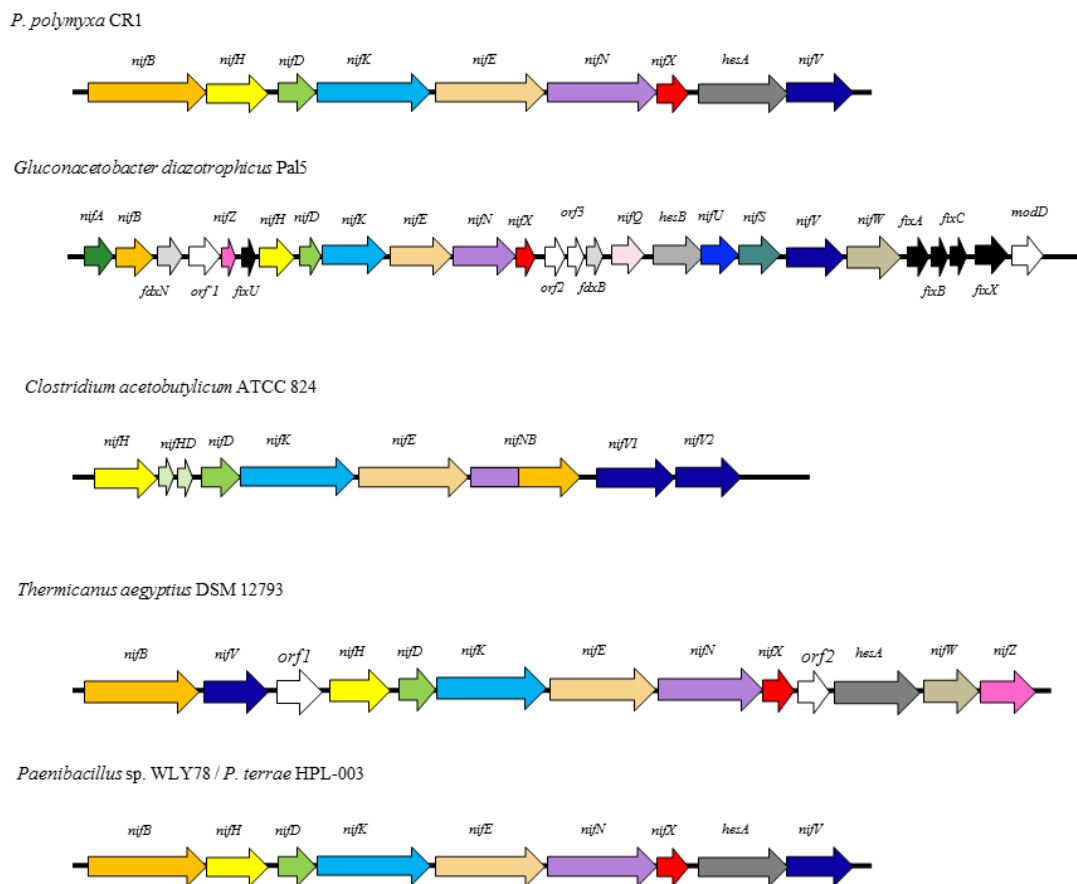 P. polymyxa CR1
nifB nifH nifD nifK nifE nifN nifX hesA nifV
Gluconacetobacter diazotrophicus Pal5
nifA nifB nifZ nifH nifD nifK nifE nifN nifX orf3 nifQ hesB nifU nifS nifV nifW fixA fixC modD
fdxN orf1 fixU orf2 fdxB fixB fixX
Clostridium acetobutylicum ATCC 824
nifH nifHD nifD nifK nifE nifNB nifV1 nifV2
Thermicanus aegyptius DSM 12793
nifB nifV orf1 nifH nifD nifK nifE nifN nifX orf2 hesA nifW nifZ
Paenibacillus sp. WLY78 / P. terrae HPL-003
nifB nifH nifD nifK nifE nifN nifX hesA nifV